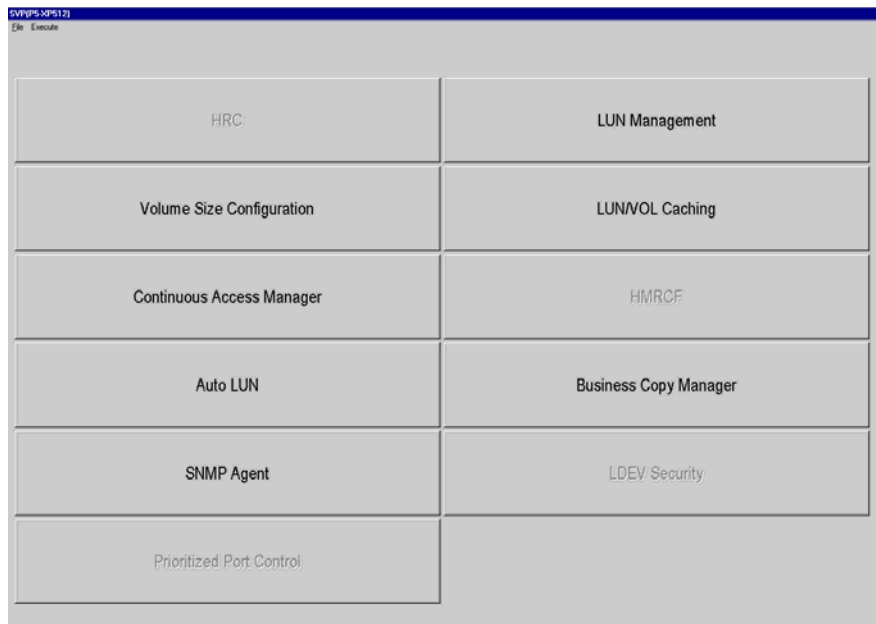 SVP(P5-XP512)
File Execute
HRC
LUN Management
Volume Size Configuration
LUN/VOL Caching
Continuous Access Manager
HMRCF
Auto LUN
Business Copy Manager
SNMP Agent
LDEV Security
Prioritized Port Control